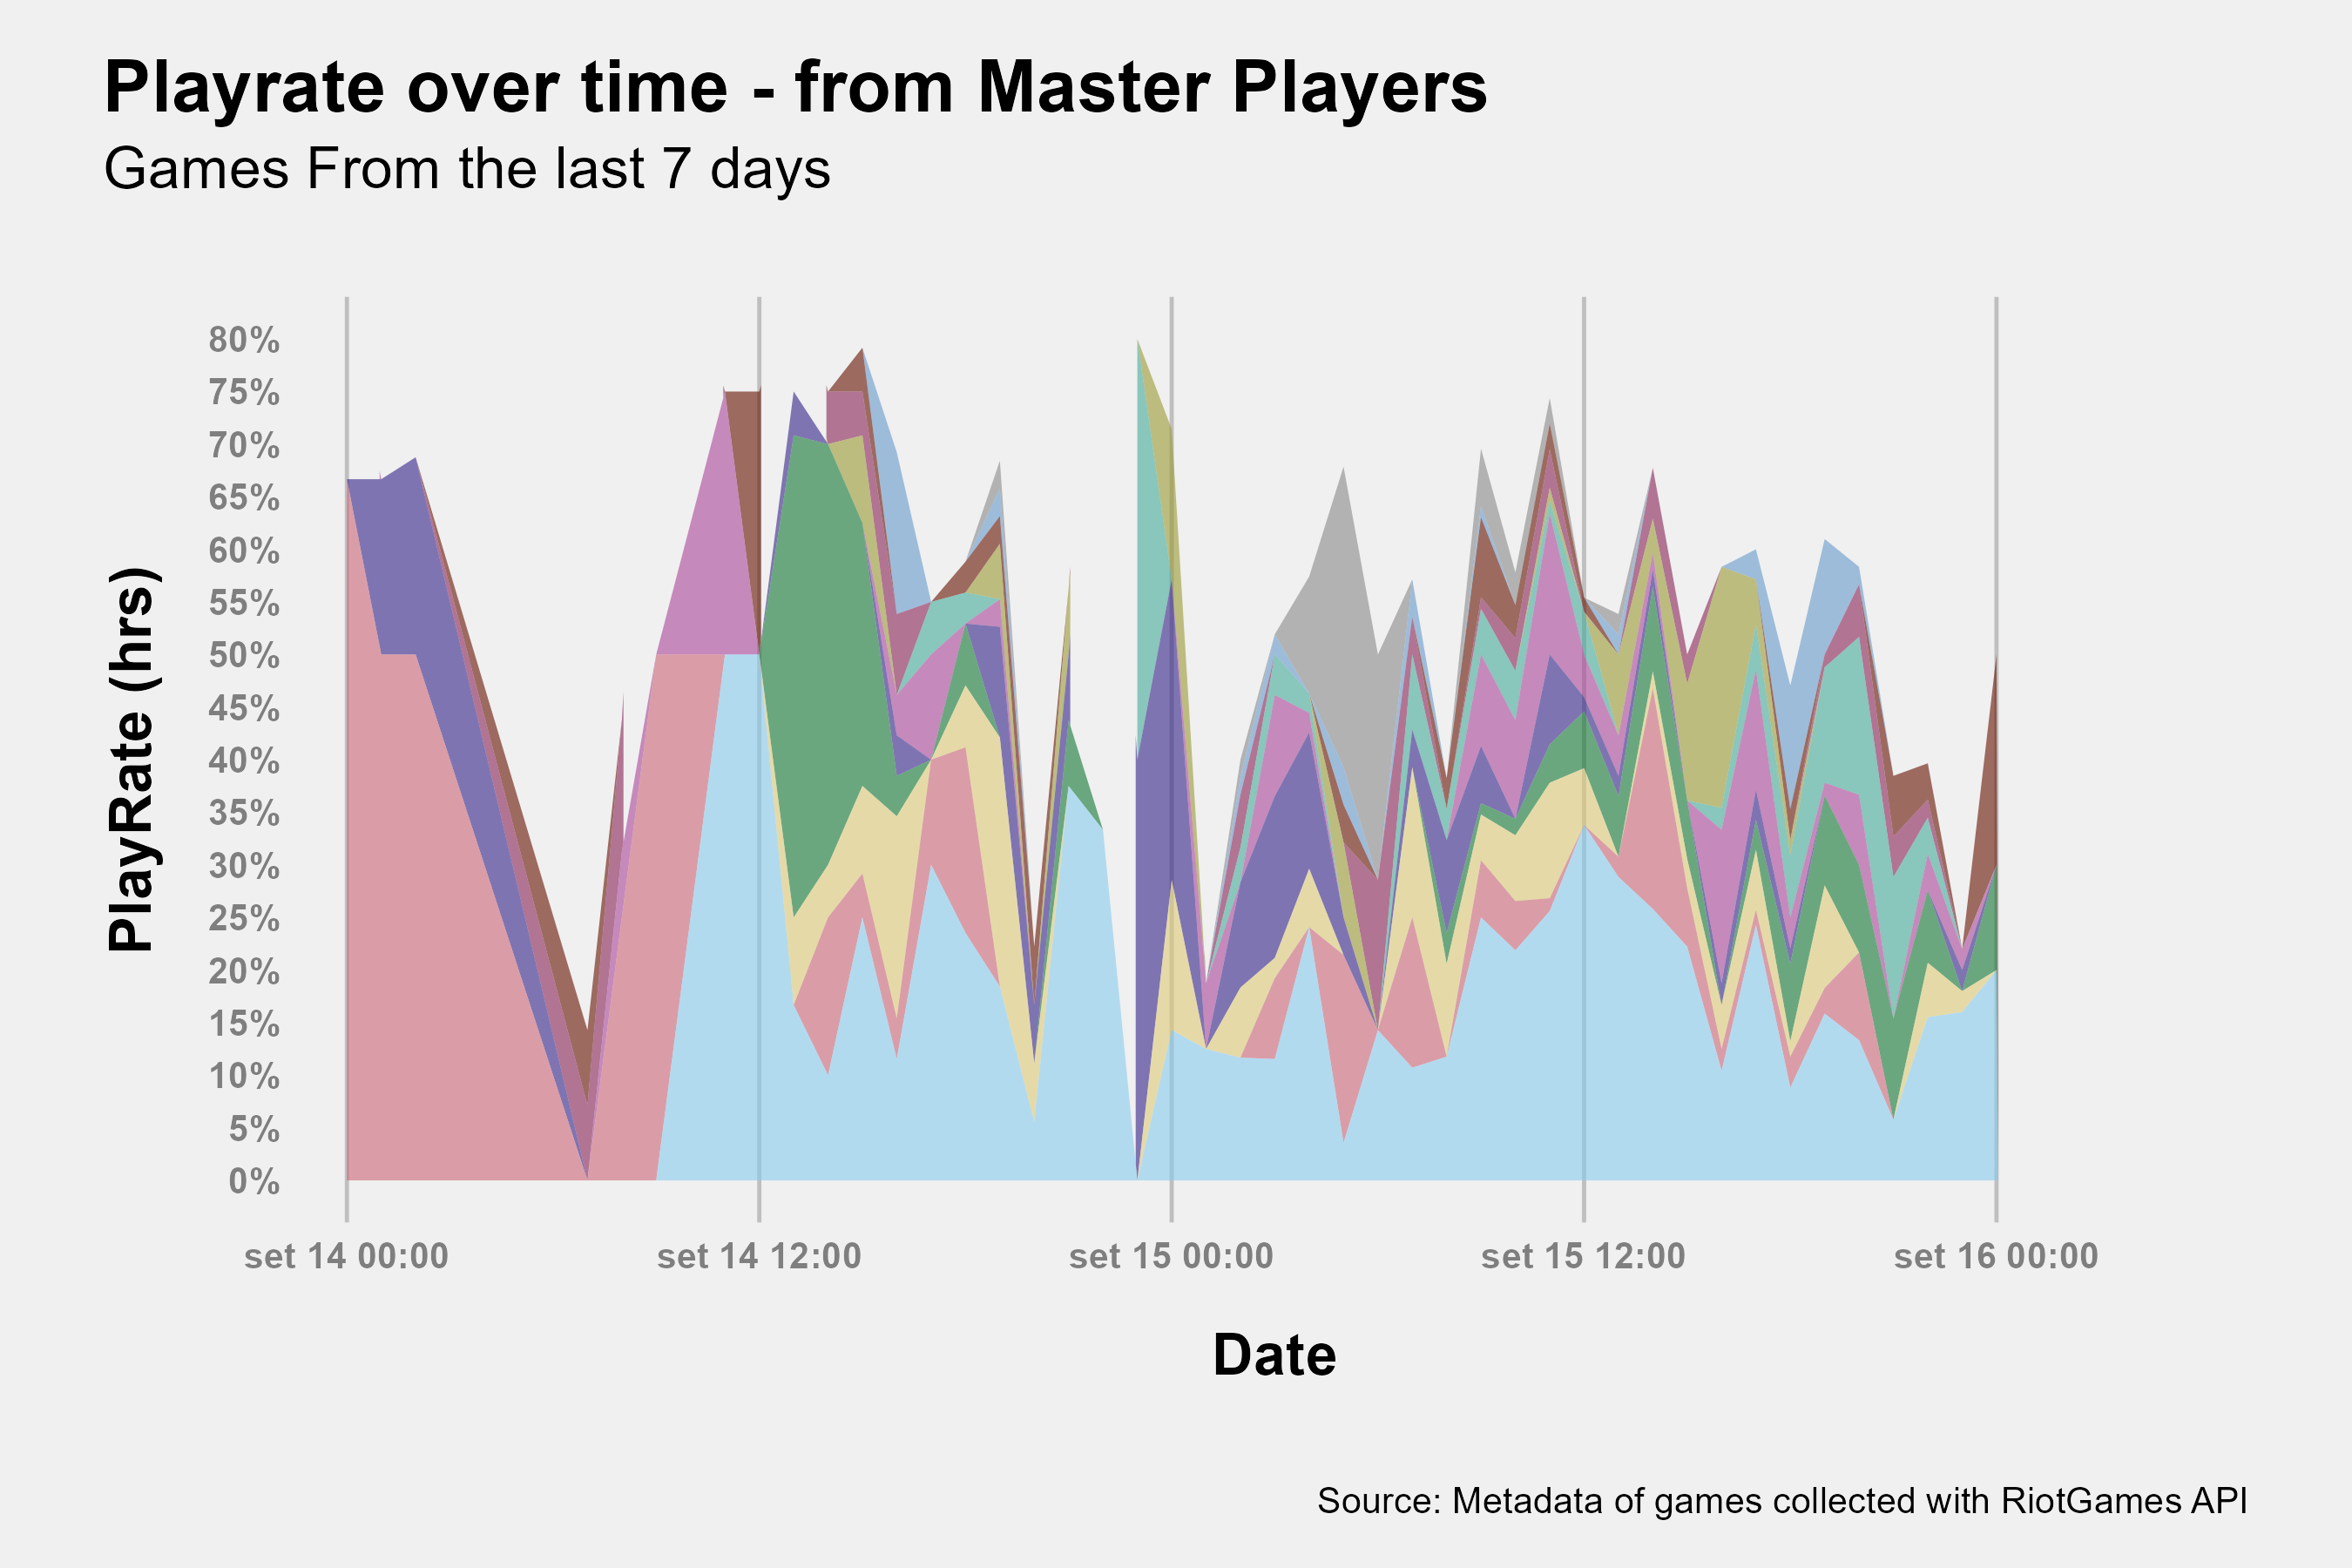 Playrate over time - from Master Players
Games From the last 7 days
PlayRate (hrs)
80%
75%
70%
65%
60%
55%
50%
45%
40%
35%
30%
25%
20%
15%
10%
5%
0%
set 14 00:00
set 14 12:00
set 15 00:00
set 15 12:00
set 16 00:00
Date
Source: Metadata of games collected with RiotGames API